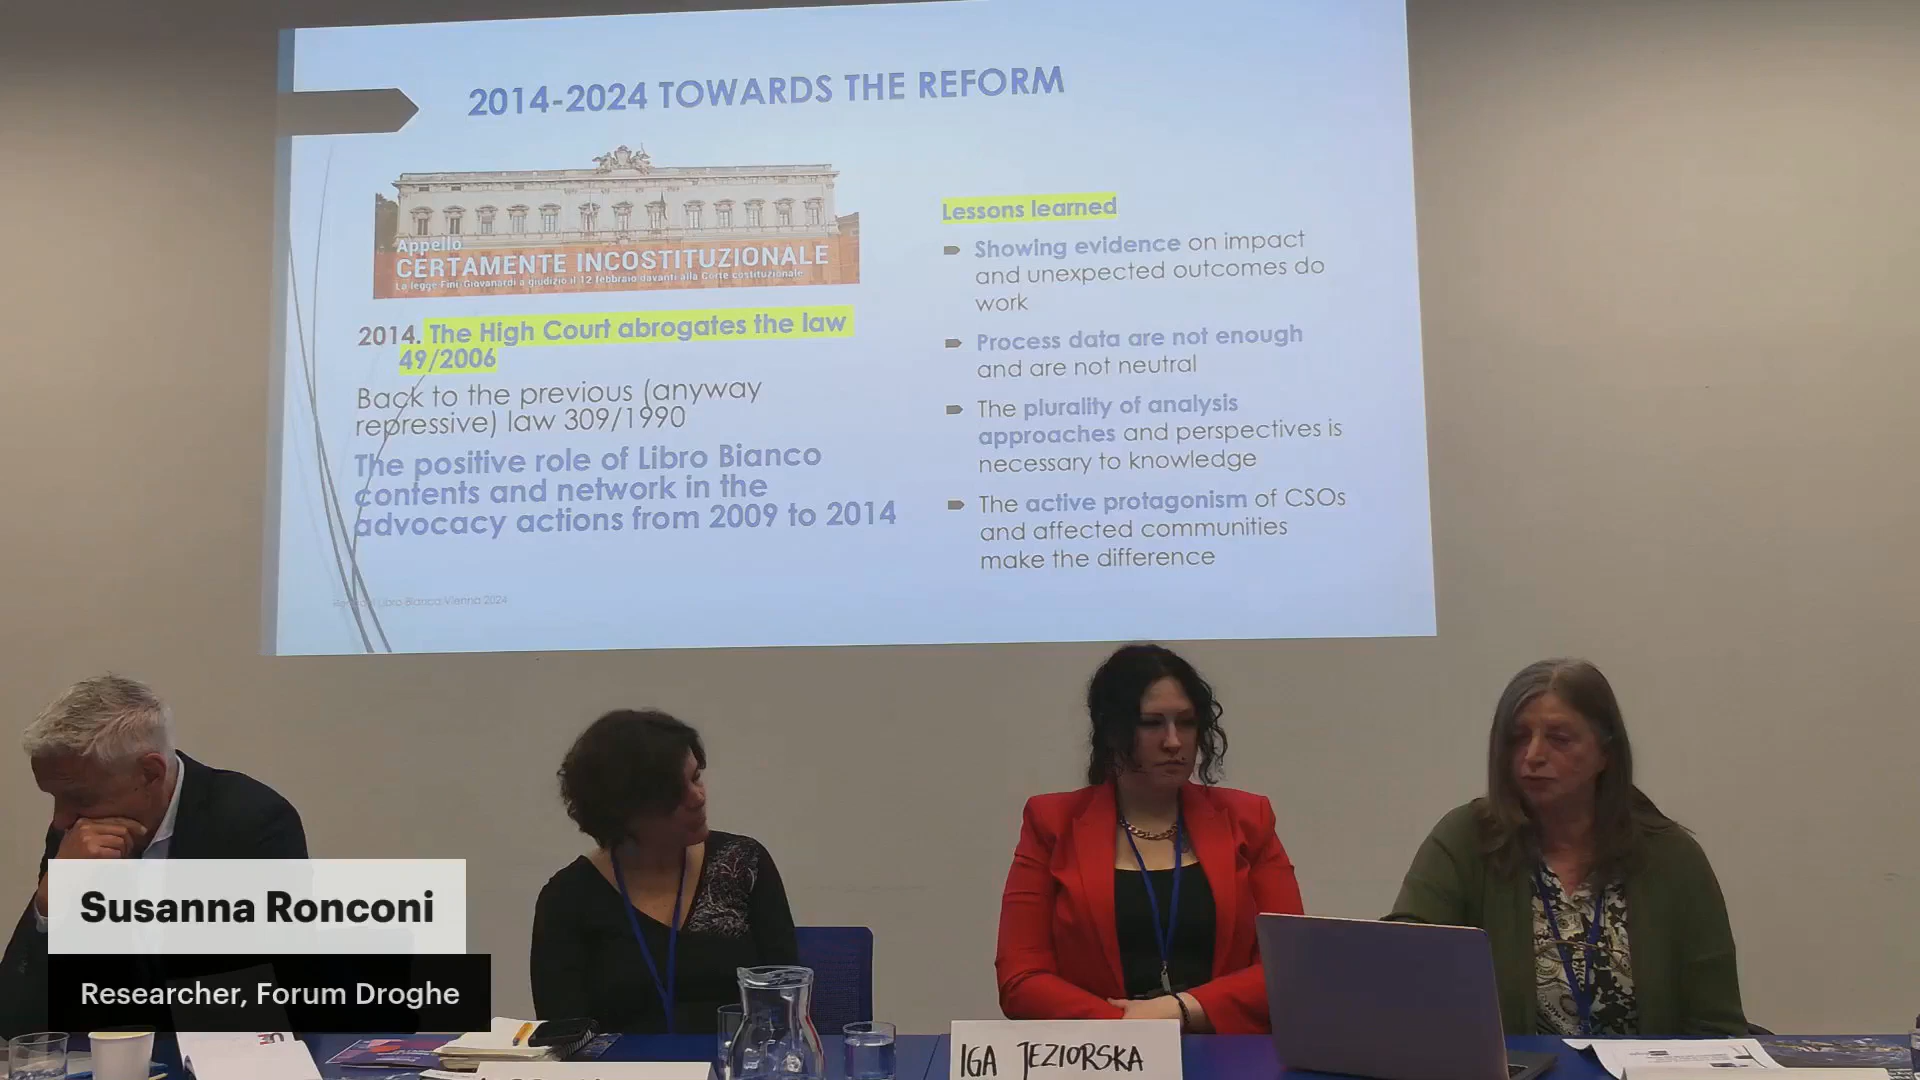 2014-2024 TOWARDS THE REFORM
Appello
CERTAMENTE INCOSTITUZIONALE
La legge Fini-Giovanardi a giudizio il 12 febbraio davanti alla Corte costituzionale
2014. The High Court abrogates the law
49/2006
Back to the previous (anyway
repressive) law 309/1990
The positive role of Libro Bianco
contents and network in the
advocacy actions from 2009 to 2014
Libro Bianco Vienna 2024
Lessons learned
Showing evidence on impact
and unexpected outcomes do
work
Process data are not enough
and are not neutral
The plurality of analysis
approaches and perspectives is
necessary to knowledge
The active protagonism of CSOs
and affected communities
make the difference
Susanna Ronconi
Researcher, Forum Droghe
IGA JEZIORSKA